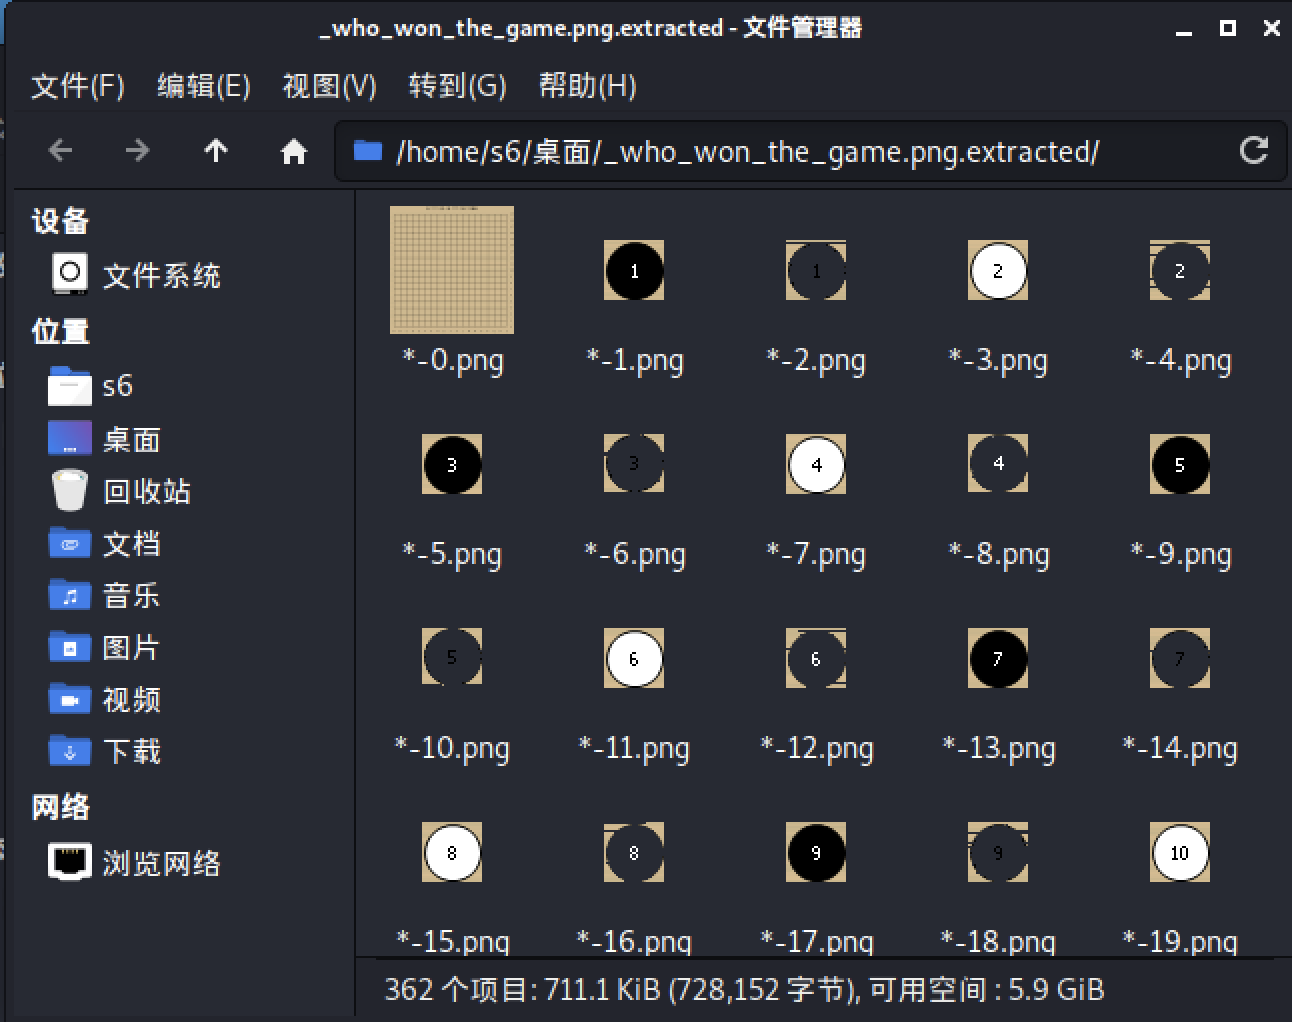 _who_won_the_game.png.extracted - 文件管理器
文件(F) 编辑(E) 视图(V) 转到(G) 帮助(H)
/home/s6/桌面/_who_won_the_game.png.extracted/
设备
文件系统
位置
s6
桌面
回收站
文档
音乐
图片
视频
下载
网络
浏览网络
1 1 2 2
*-0.png *-1.png *-2.png *-3.png *-4.png
3 3 4 4 5
*-5.png *-6.png *-7.png *-8.png *-9.png
5 6 6 7 7
*-10.png *-11.png *-12.png *-13.png *-14.png
8 8 9 9 10
*-15.png *-16.png *-17.png *-18.png *-19.png
362 个项目: 711.1 KiB (728,152 字节), 可用空间 : 5.9 GiB